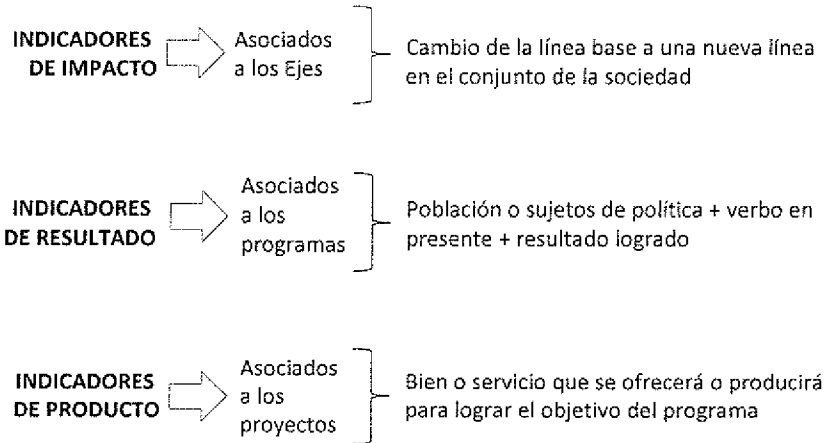 INDICADORES
DE IMPACTO
Asociados
a los Ejes
Cambio de la línea base a una nueva línea
en el conjunto de la sociedad
INDICADORES
DE RESULTADO
Asociados
a los
programas
Población o sujetos de política + verbo en
presente + resultado logrado
INDICADORES
DE PRODUCTO
Asociados
a los
proyectos
Bien o servicio que se ofrecerá o producirá
para lograr el objetivo del programa